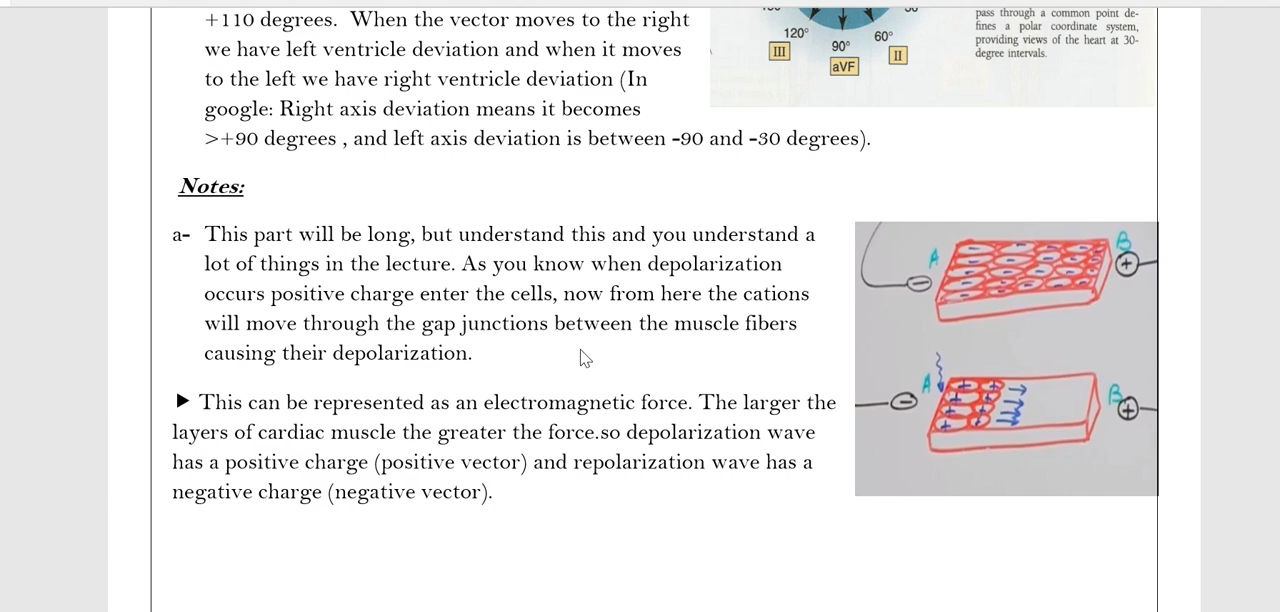 +110 degrees.  When the vector moves to the right
we have left ventricle deviation and when it moves
to the left we have right ventricle deviation (In
google: Right axis deviation means it becomes
>+90 degrees , and left axis deviation is between -90 and -30 degrees).
120°
60°
III
90°
II
aVF
pass through a common point de-
fines a polar coordinate system,
providing views of the heart at 30-
degree intervals.
Notes:
a- This part will be long, but understand this and you understand a
lot of things in the lecture. As you know when depolarization
occurs positive charge enter the cells, now from here the cations
will move through the gap junctions between the muscle fibers
causing their depolarization.
► This can be represented as an electromagnetic force. The larger the
layers of cardiac muscle the greater the force.so depolarization wave
has a positive charge (positive vector) and repolarization wave has a
negative charge (negative vector).
A
B
A
B